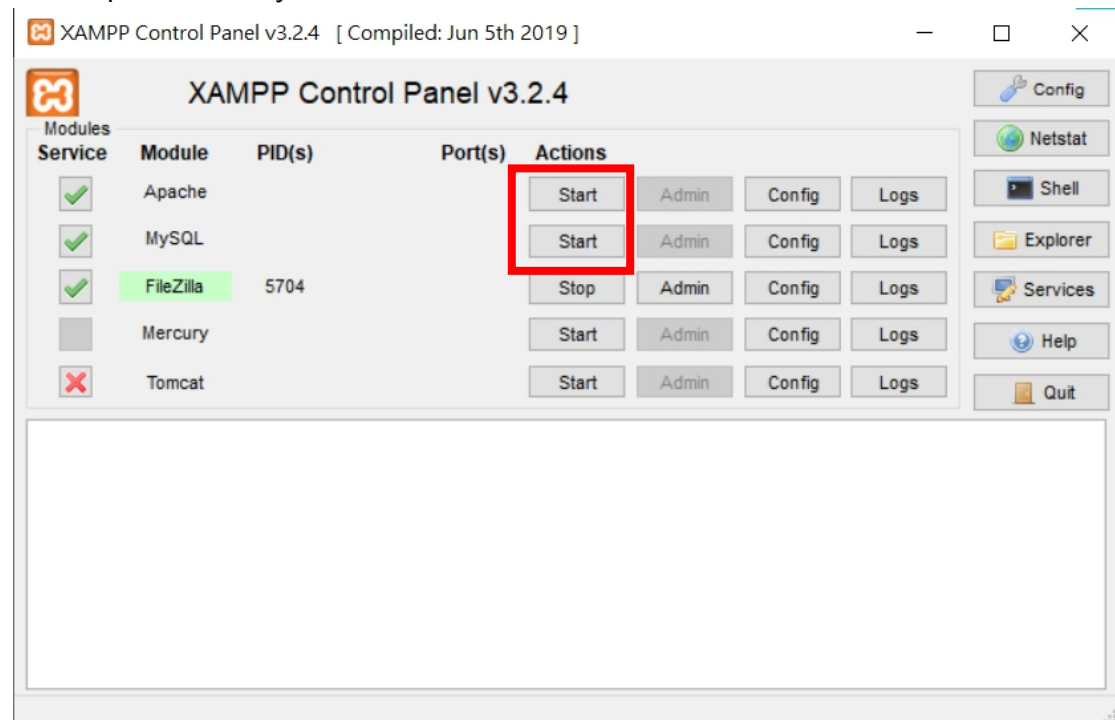 XAMPP Control Panel v3.2.4 [ Compiled: Jun 5th 2019 ]
XAMPP Control Panel v3.2.4
Config
Modules
Netstat
Service Module PID(s) Port(s) Actions
Apache Start Admin Config Logs
Shell
MySQL Start Admin Config Logs
Explorer
FileZilla 5704 Stop Admin Config Logs
Services
Mercury Start Admin Config Logs
Help
Tomcat Start Admin Config Logs
Quit